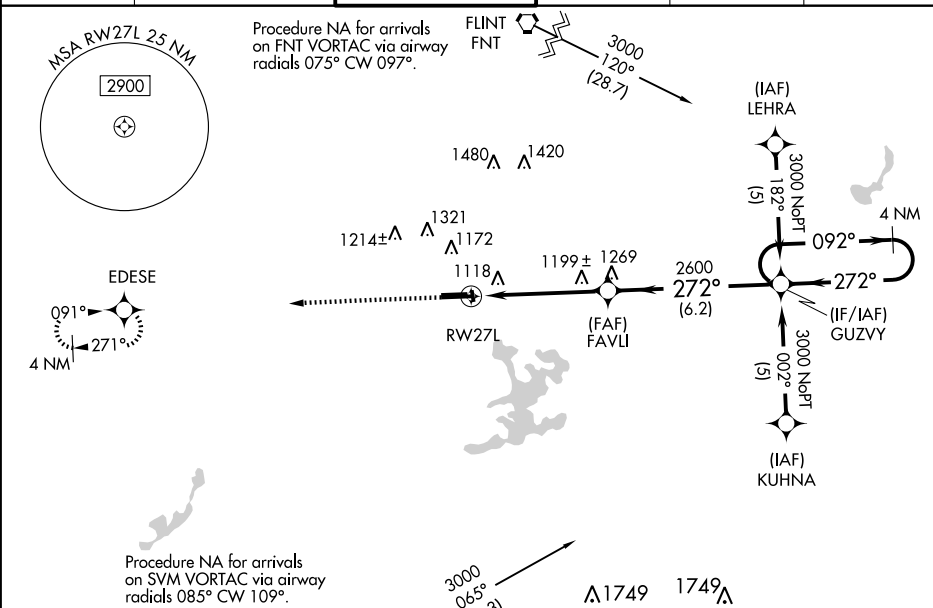 MSA RW27L 25 NM
2900
Procedure NA for arrivals
on FNT VORTAC via airway
radials 075° CW 097°.
FLINT
FNT
3000
120°
(28.7)
(IAF)
LEHRA
3000 NoPT
182°
(5)
1480
1420
4 NM
092°
1321
1214±
1172
1199±
1269
1118
2600
272°
(6.2)
272°
EDESE
091°
271°
4 NM
RW27L
(FAF)
FAVLI
(IF/IAF)
GUZVY
3000 NoPT
002°
(5)
(IAF)
KUHNA
Procedure NA for arrivals
on SVM VORTAC via airway
radials 085° CW 109°.
3000
065°
1749
1749